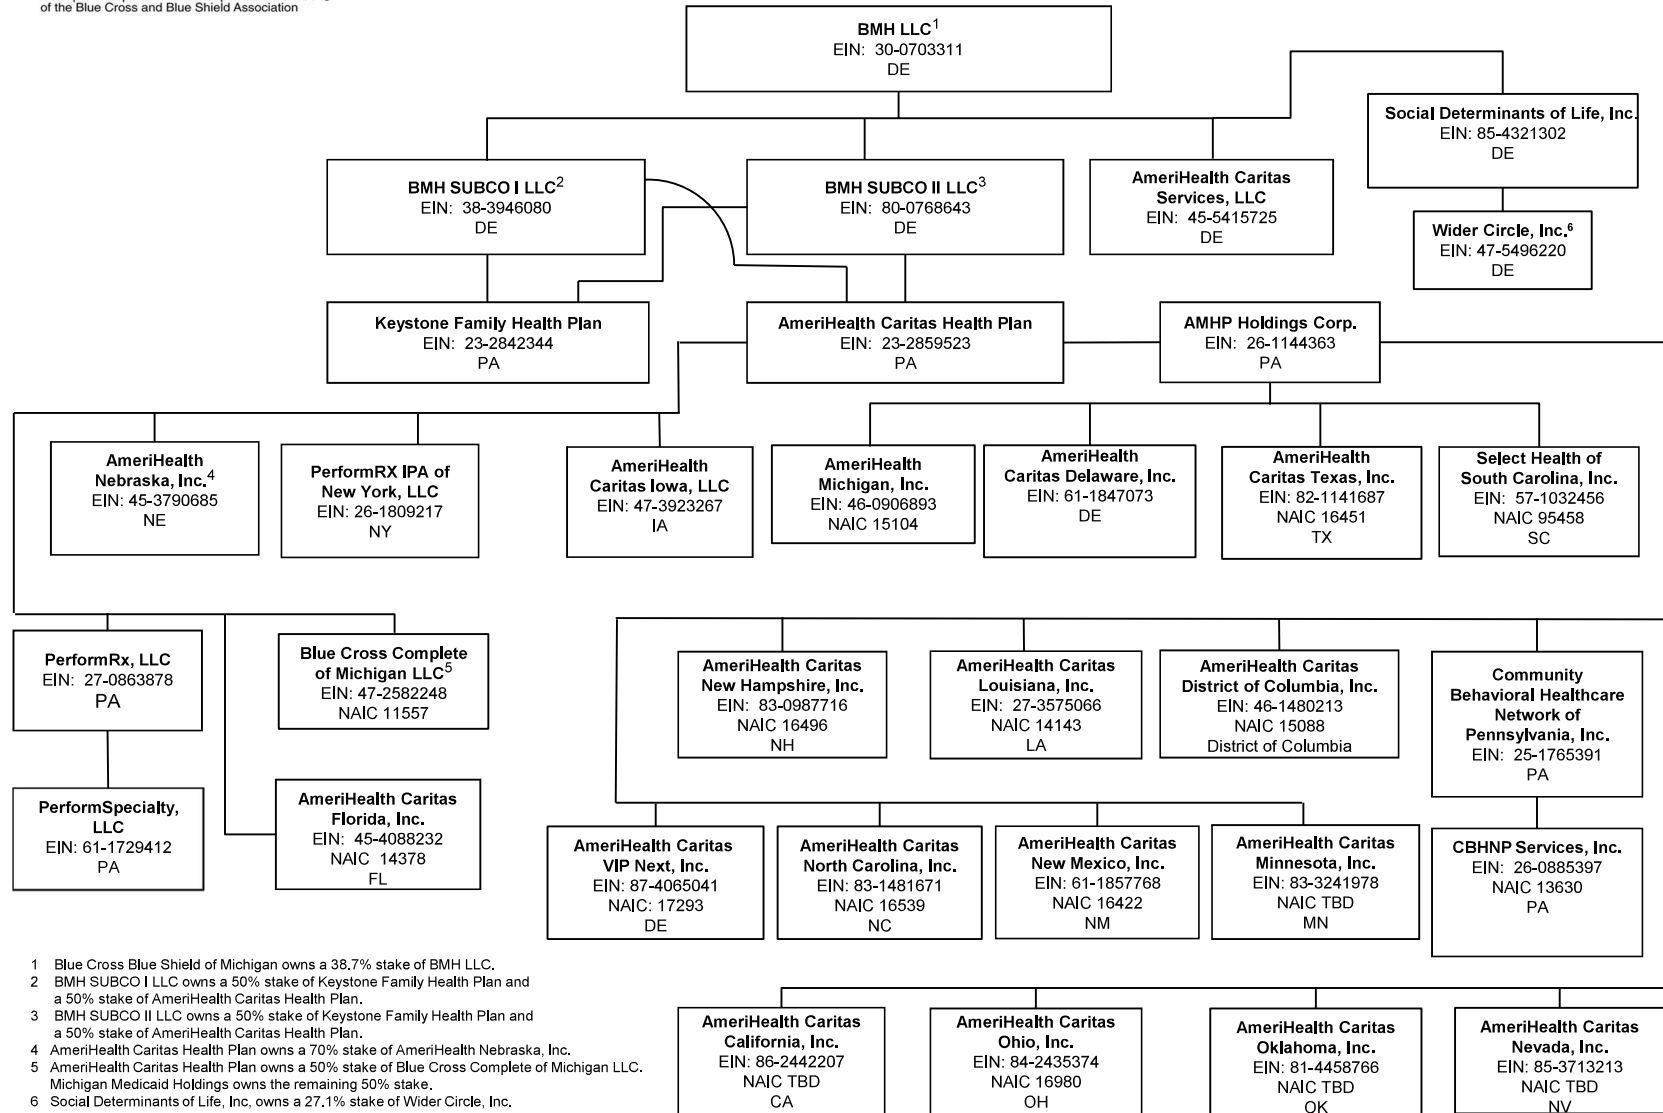 of the Blue Cross and Blue Shield Association
BMH LLC1
EIN: 30-0703311
DE
Social Determinants of Life, Inc.
EIN: 85-4321302
DE
BMH SUBCO I LLC2
EIN: 38-3946080
DE
BMH SUBCO II LLC3
EIN: 80-0768643
DE
AmeriHealth Caritas
Services, LLC
EIN: 45-5415725
DE
Wider Circle, Inc.6
EIN: 47-5496220
DE
Keystone Family Health Plan
EIN: 23-2842344
PA
AmeriHealth Caritas Health Plan
EIN: 23-2859523
PA
AMHP Holdings Corp.
EIN: 26-1144363
PA
AmeriHealth
Nebraska, Inc.4
EIN: 45-3790685
NE
PerformRX IPA of
New York, LLC
EIN: 26-1809217
NY
AmeriHealth
Caritas Iowa, LLC
EIN: 47-3923267
IA
AmeriHealth
Michigan, Inc.
EIN: 46-0906893
NAIC 15104
AmeriHealth
Caritas Delaware, Inc.
EIN: 61-1847073
DE
AmeriHealth
Caritas Texas, Inc.
EIN: 82-1141687
NAIC 16451
TX
Select Health of
South Carolina, Inc.
EIN: 57-1032456
NAIC 95458
SC
PerformRx, LLC
EIN: 27-0863878
PA
Blue Cross Complete
of Michigan LLC5
EIN: 47-2582248
NAIC 11557
AmeriHealth Caritas
New Hampshire, Inc.
EIN: 83-0987716
NAIC 16496
NH
AmeriHealth Caritas
Louisiana, Inc.
EIN: 27-3575066
NAIC 14143
LA
AmeriHealth Caritas
District of Columbia, Inc.
EIN: 46-1480213
NAIC 15088
District of Columbia
Community
Behavioral Healthcare
Network of
Pennsylvania, Inc.
EIN: 25-1765391
PA
PerformSpecialty,
LLC
EIN: 61-1729412
PA
AmeriHealth Caritas
Florida, Inc.
EIN: 45-4088232
NAIC 14378
FL
AmeriHealth Caritas
VIP Next, Inc.
EIN: 87-4065041
NAIC: 17293
DE
AmeriHealth Caritas
North Carolina, Inc.
EIN: 83-1481671
NAIC 16539
NC
AmeriHealth Caritas
New Mexico, Inc.
EIN: 61-1857768
NAIC 16422
NM
AmeriHealth Caritas
Minnesota, Inc.
EIN: 83-3241978
NAIC TBD
MN
CBHNP Services, Inc.
EIN: 26-0885397
NAIC 13630
PA
1 Blue Cross Blue Shield of Michigan owns a 38.7% stake of BMH LLC.
2 BMH SUBCO I LLC owns a 50% stake of Keystone Family Health Plan and
a 50% stake of AmeriHealth Caritas Health Plan.
3 BMH SUBCO II LLC owns a 50% stake of Keystone Family Health Plan and
a 50% stake of AmeriHealth Caritas Health Plan.
4 AmeriHealth Caritas Health Plan owns a 70% stake of AmeriHealth Nebraska, Inc.
5 AmeriHealth Caritas Health Plan owns a 50% stake of Blue Cross Complete of Michigan LLC.
Michigan Medicaid Holdings owns the remaining 50% stake.
6 Social Determinants of Life, Inc, owns a 27.1% stake of Wider Circle, Inc.
AmeriHealth Caritas
California, Inc.
EIN: 86-2442207
NAIC TBD
CA
AmeriHealth Caritas
Ohio, Inc.
EIN: 84-2435374
NAIC 16980
OH
AmeriHealth Caritas
Oklahoma, Inc.
EIN: 81-4458766
NAIC TBD
OK
AmeriHealth Caritas
Nevada, Inc.
EIN: 85-3713213
NAIC TBD
NV